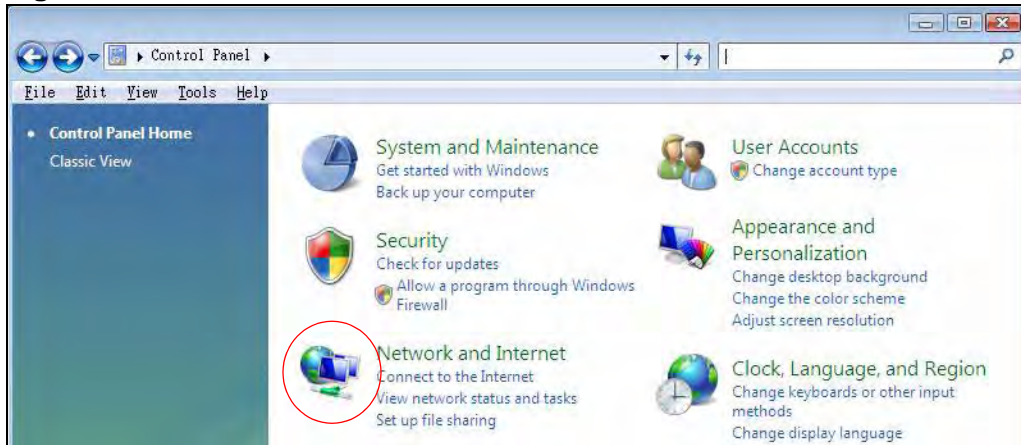 Control Panel
File Edit View Tools Help
Control Panel Home
Classic View
System and Maintenance
Get started with Windows
Back up your computer
Security
Check for updates
Allow a program through Windows
Firewall
Network and Internet
Connect to the Internet
View network status and tasks
Set up file sharing
User Accounts
Change account type
Appearance and
Personalization
Change desktop background
Change the color scheme
Adjust screen resolution
Clock, Language, and Region
Change keyboards or other input
methods
Change display language